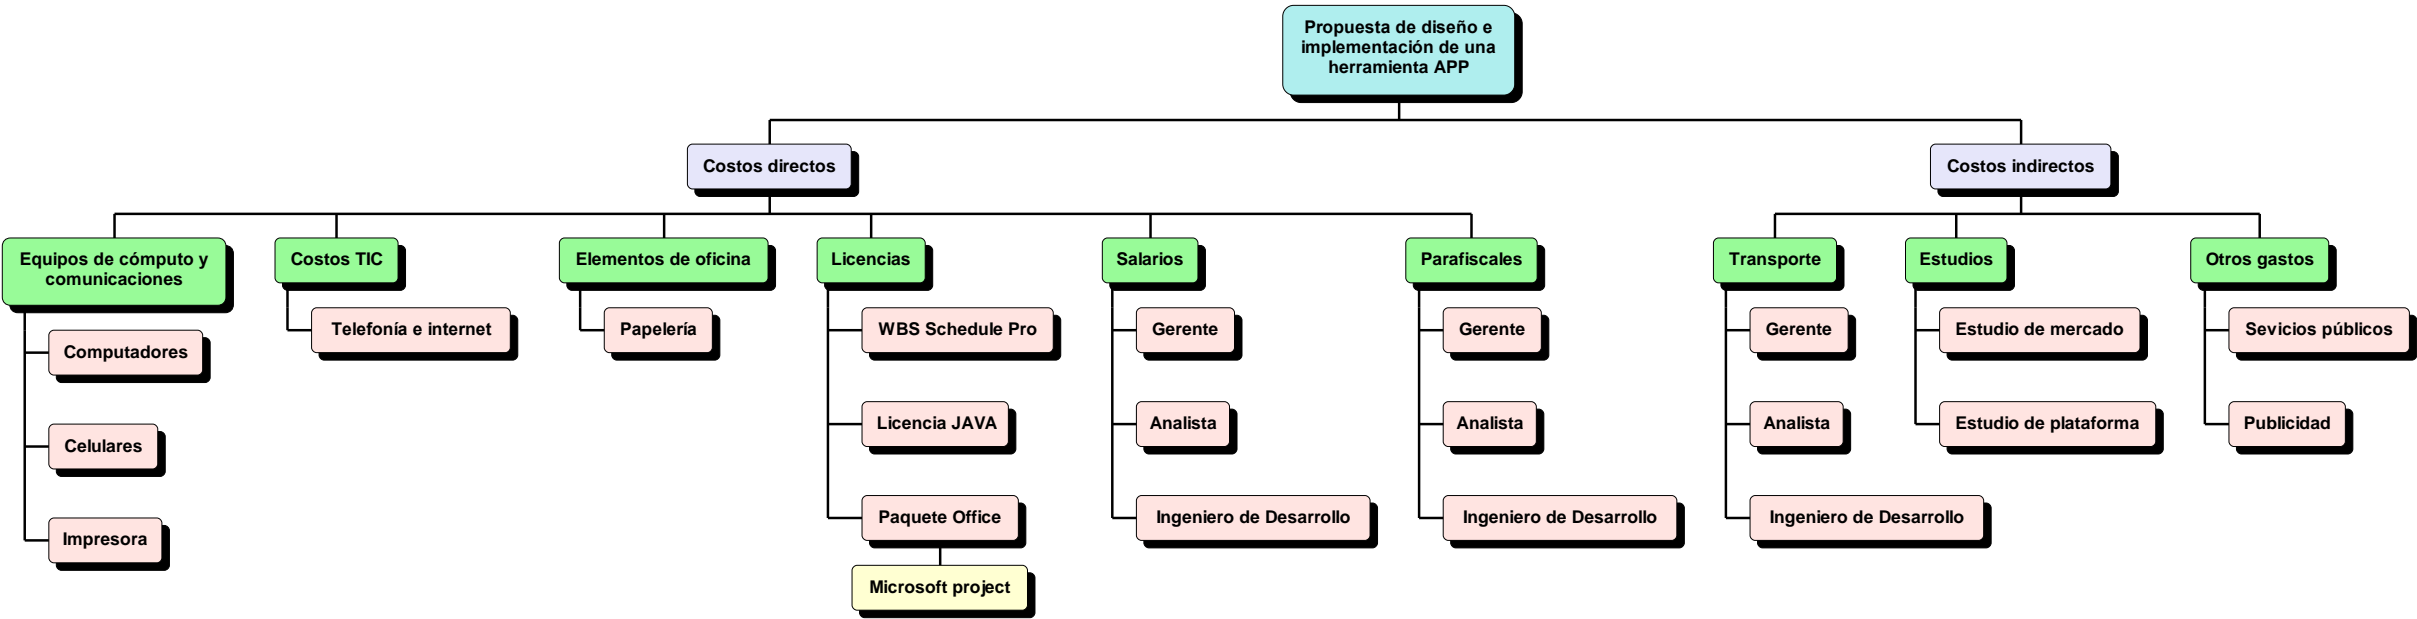 Propuesta de diseño e
implementación de una
herramienta APP
Costos directos
Costos indirectos
Equipos de cómputo y
comunicaciones
Costos TIC
Elementos de oficina
Licencias
Salarios
Parafiscales
Transporte
Estudios
Otros gastos
Computadores
Celulares
Impresora
Telefonía e internet
Papelería
WBS Schedule Pro
Licencia JAVA
Paquete Office
Microsoft project
Gerente
Analista
Ingeniero de Desarrollo
Gerente
Analista
Ingeniero de Desarrollo
Gerente
Analista
Ingeniero de Desarrollo
Estudio de mercado
Estudio de plataforma
Sevicios públicos
Publicidad